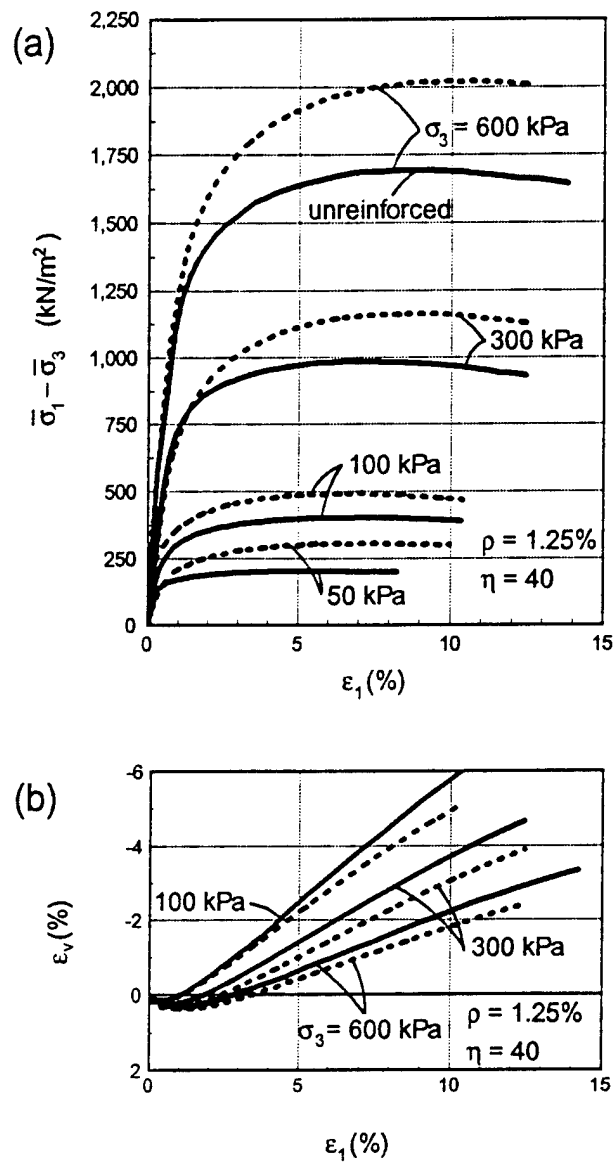 (a)
2,250
2,000
1,750
1,500
1,250
1,000
750
500
250
0
σ̅₁ – σ̅₃ (kN/m²)
σ₃ = 600 kPa
unreinforced
300 kPa
100 kPa
50 kPa
ρ = 1.25%
η = 40
0 5 10 15
ε₁(%)
(b)
-6
-4
-2
0
2
εᵥ(%)
100 kPa
300 kPa
σ₃ = 600 kPa
ρ = 1.25%
η = 40
0 5 10 15
ε₁(%)